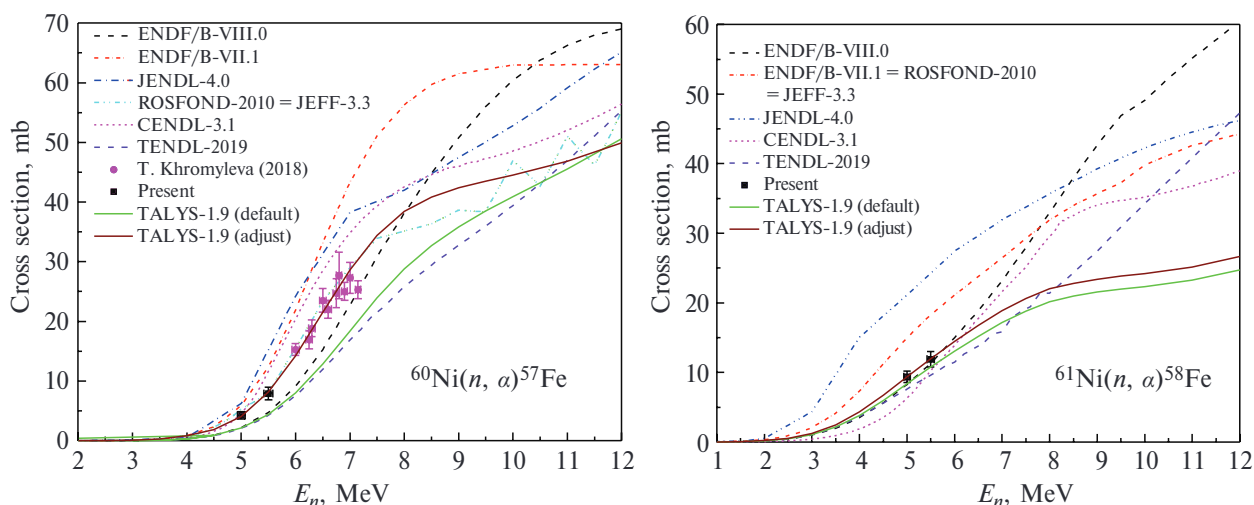 70
60
50
40
30
20
10
0
Cross section, mb
ENDF/B-VIII.0
ENDF/B-VII.1
JENDL-4.0
ROSFOND-2010 = JEFF-3.3
CENDL-3.1
TENDL-2019
T. Khromyleva (2018)
Present
TALYS-1.9 (default)
TALYS-1.9 (adjust)
⁶⁰Ni(n, α)⁵⁷Fe
2 3 4 5 6 7 8 9 10 11 12
Eₙ, MeV
60
50
40
30
20
10
0
Cross section, mb
ENDF/B-VIII.0
ENDF/B-VII.1 = ROSFOND-2010
= JEFF-3.3
JENDL-4.0
CENDL-3.1
TENDL-2019
Present
TALYS-1.9 (default)
TALYS-1.9 (adjust)
⁶¹Ni(n, α)⁵⁸Fe
1 2 3 4 5 6 7 8 9 10 11 12
Eₙ, MeV